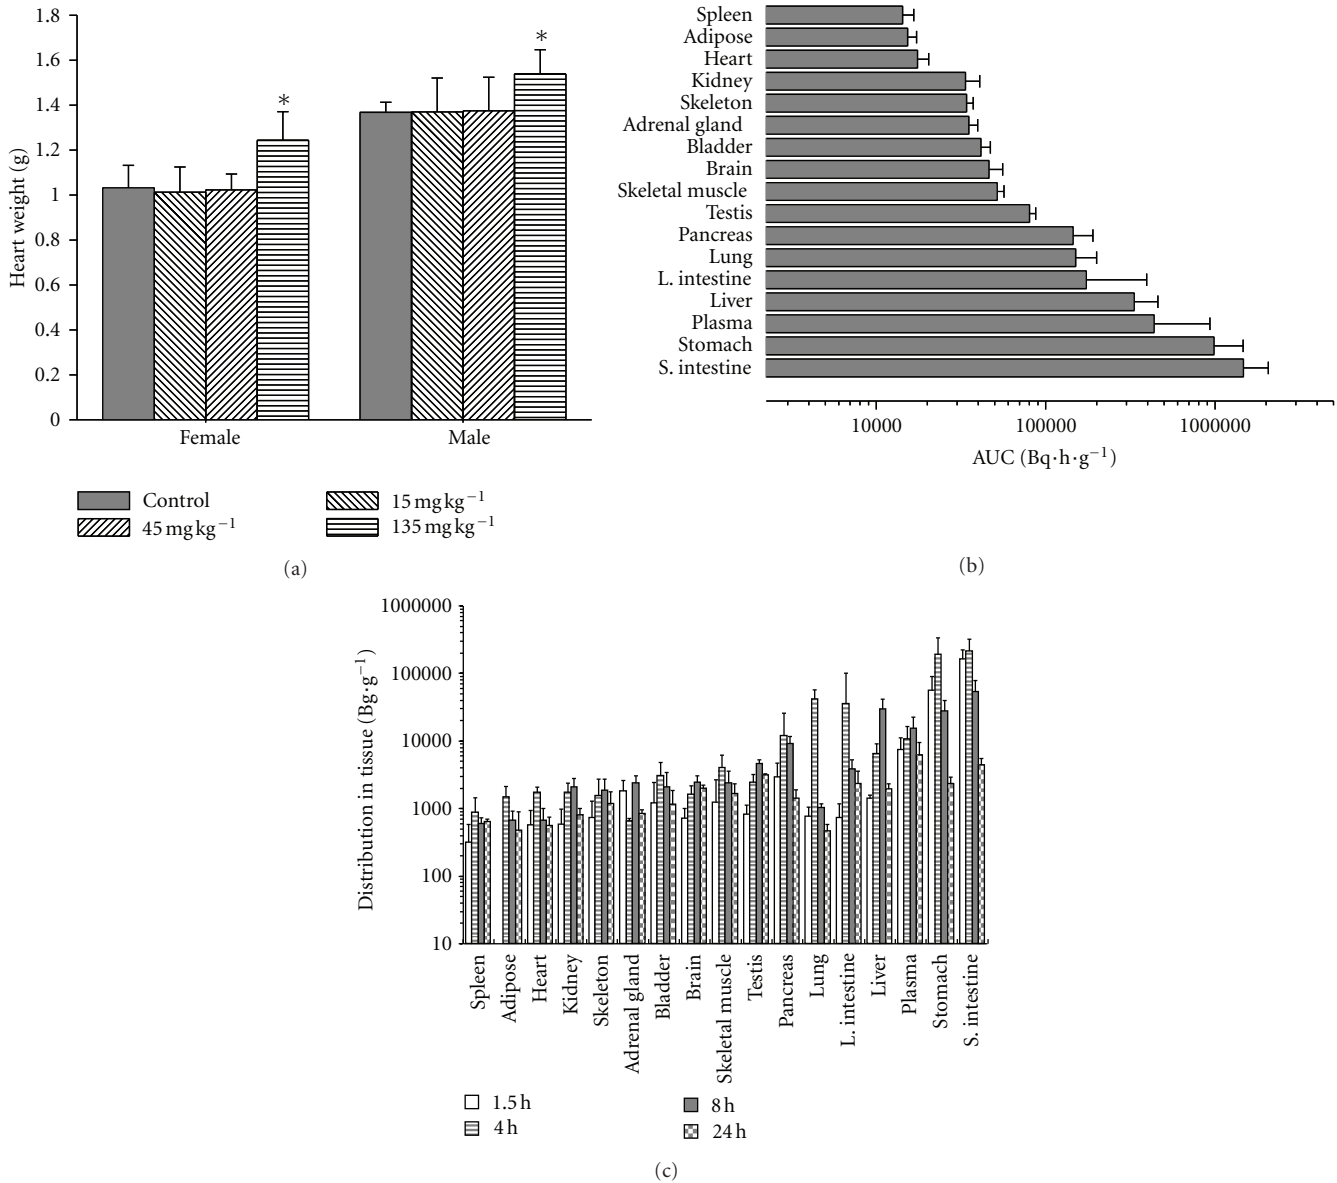 1.8
1.6
1.4
1.2
1
0.8
0.6
0.4
0.2
0
Heart weight (g)
*
*
Female
Male
Control
15 mg kg⁻¹
45 mg kg⁻¹
135 mg kg⁻¹
(a)
Spleen
Adipose
Heart
Kidney
Skeleton
Adrenal gland
Bladder
Brain
Skeletal muscle
Testis
Pancreas
Lung
L. intestine
Liver
Plasma
Stomach
S. intestine
10000 100000 1000000
AUC (Bq·h·g⁻¹)
(b)
1000000
100000
10000
1000
100
10
Distribution in tissue (Bg·g⁻¹)
Spleen
Adipose
Heart
Kidney
Skeleton
Adrenal gland
Bladder
Brain
Skeletal muscle
Testis
Pancreas
Lung
L. intestine
Liver
Plasma
Stomach
S. intestine
1.5 h
8 h
4 h
24 h
(c)